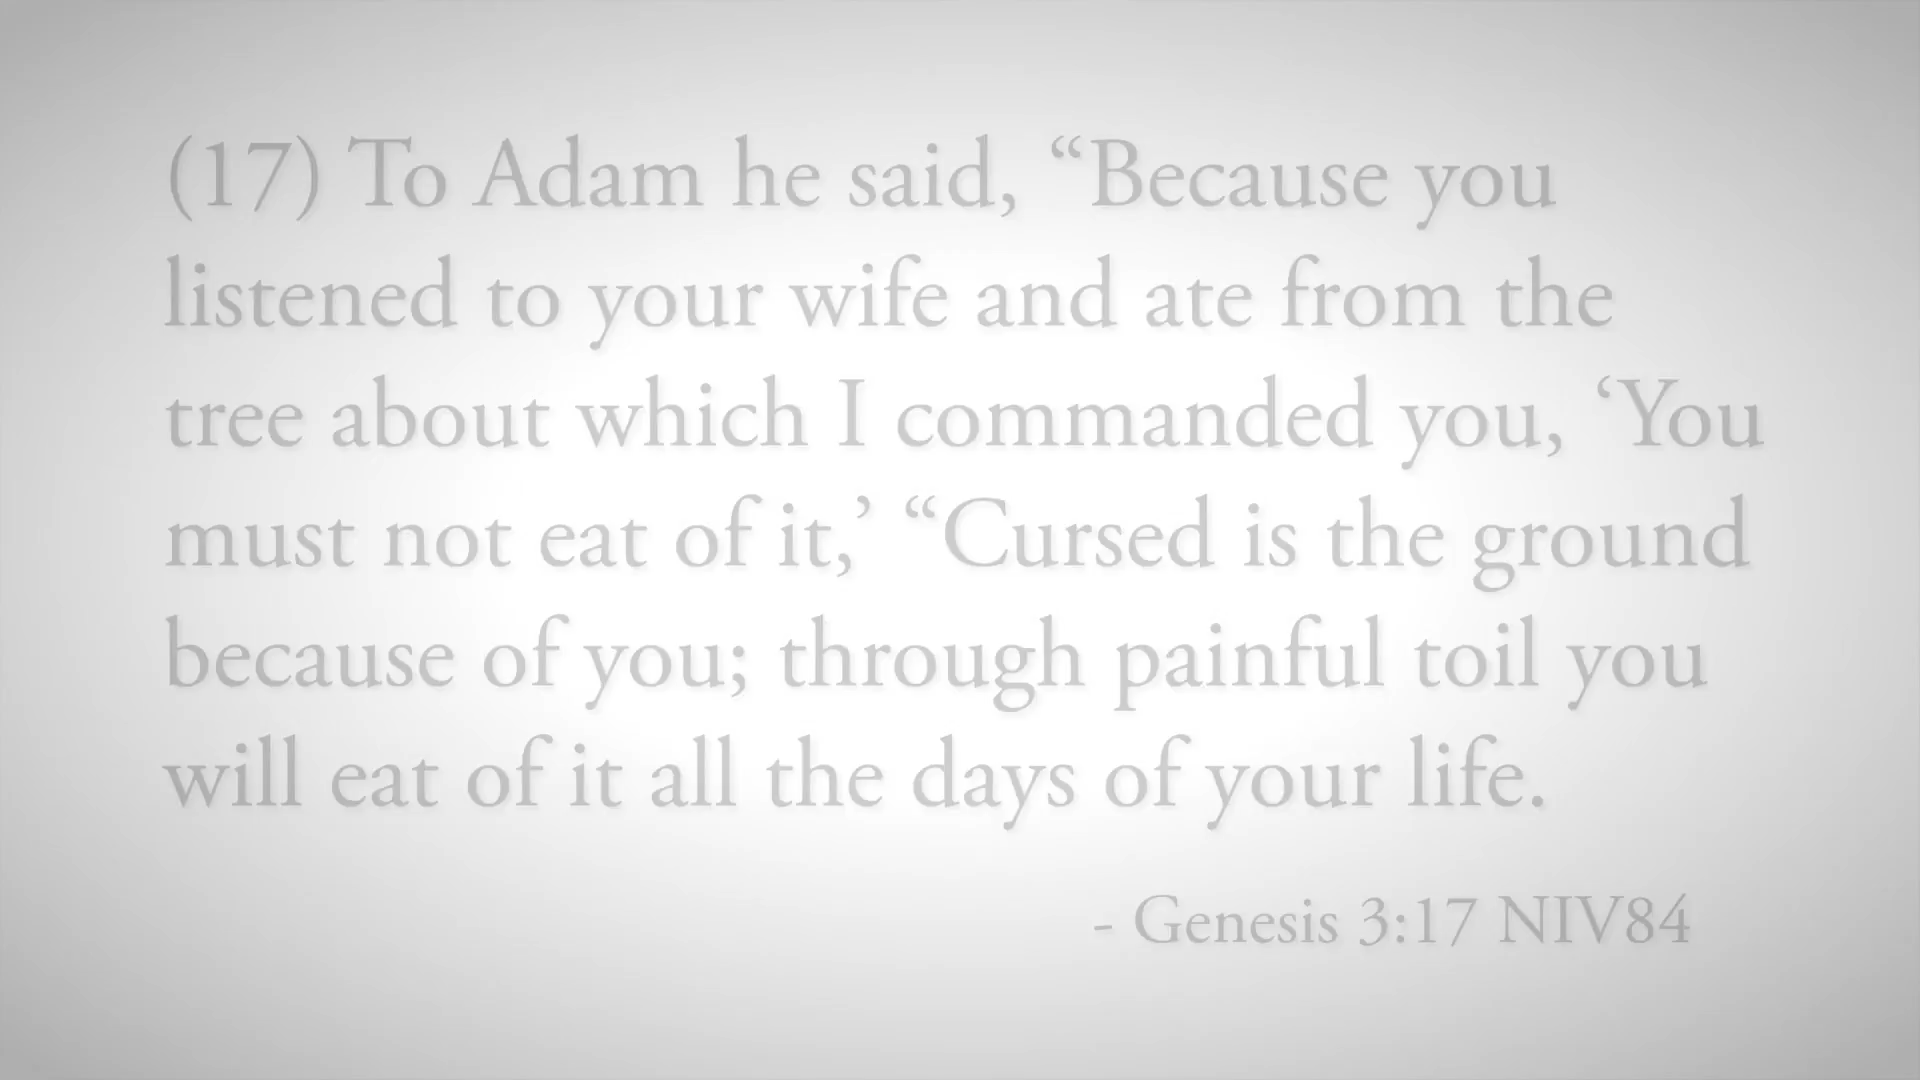 (17) To Adam he said, “Because you
listened to your wife and ate from the
tree about which I commanded you, ‘You
must not eat of it,’ “Cursed is the ground
because of you; through painful toil you
will eat of it all the days of your life.
- Genesis 3:17 NIV84